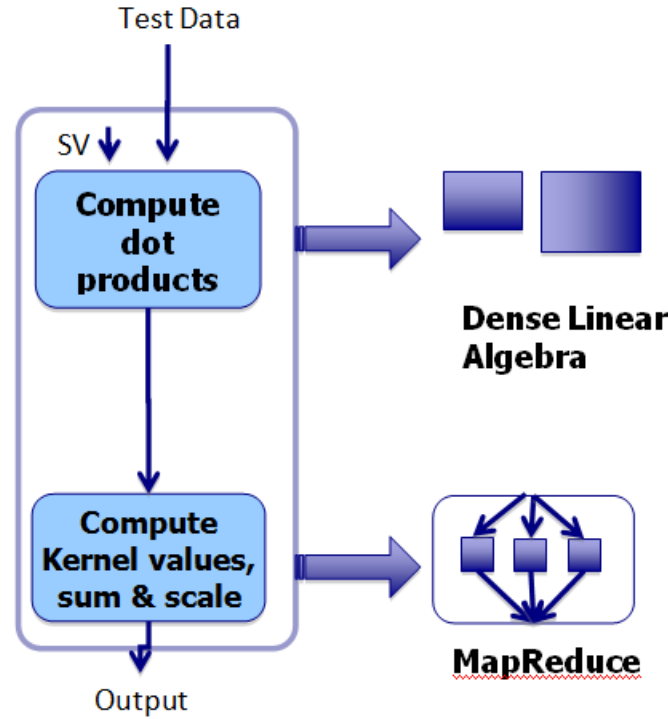 Test Data
SV
Compute
dot
products
Dense Linear
Algebra
Compute
Kernel values,
sum & scale
MapReduce
Output